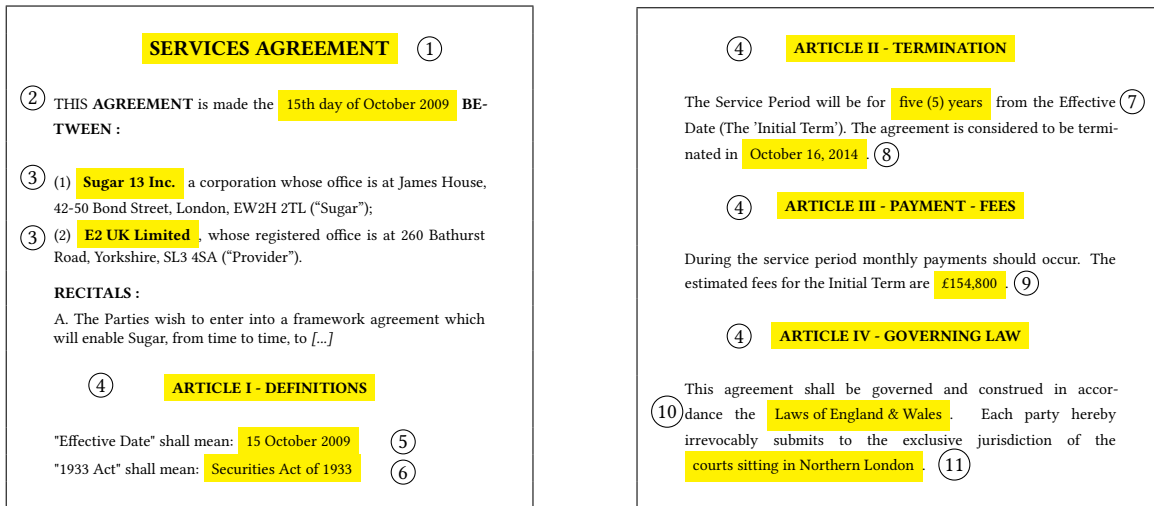 SERVICES AGREEMENT 1
2 THIS AGREEMENT is made the 15th day of October 2009 BE-
TWEEN :
3 (1) Sugar 13 Inc. a corporation whose office is at James House,
42-50 Bond Street, London, EW2H 2TL (“Sugar”);
3 (2) E2 UK Limited , whose registered office is at 260 Bathurst
Road, Yorkshire, SL3 4SA (“Provider”).
RECITALS :
A. The Parties wish to enter into a framework agreement which
will enable Sugar, from time to time, to [...]
4 ARTICLE I - DEFINITIONS
"Effective Date" shall mean: 15 October 2009 5
"1933 Act" shall mean: Securities Act of 1933 6
4 ARTICLE II - TERMINATION
The Service Period will be for five (5) years from the Effective 7
Date (The 'Initial Term'). The agreement is considered to be termi-
nated in October 16, 2014 . 8
4 ARTICLE III - PAYMENT - FEES
During the service period monthly payments should occur. The
estimated fees for the Initial Term are £154,800 . 9
4 ARTICLE IV - GOVERNING LAW
This agreement shall be governed and construed in accor-
10 dance the Laws of England & Wales . Each party hereby
irrevocably submits to the exclusive jurisdiction of the
courts sitting in Northern London . 11